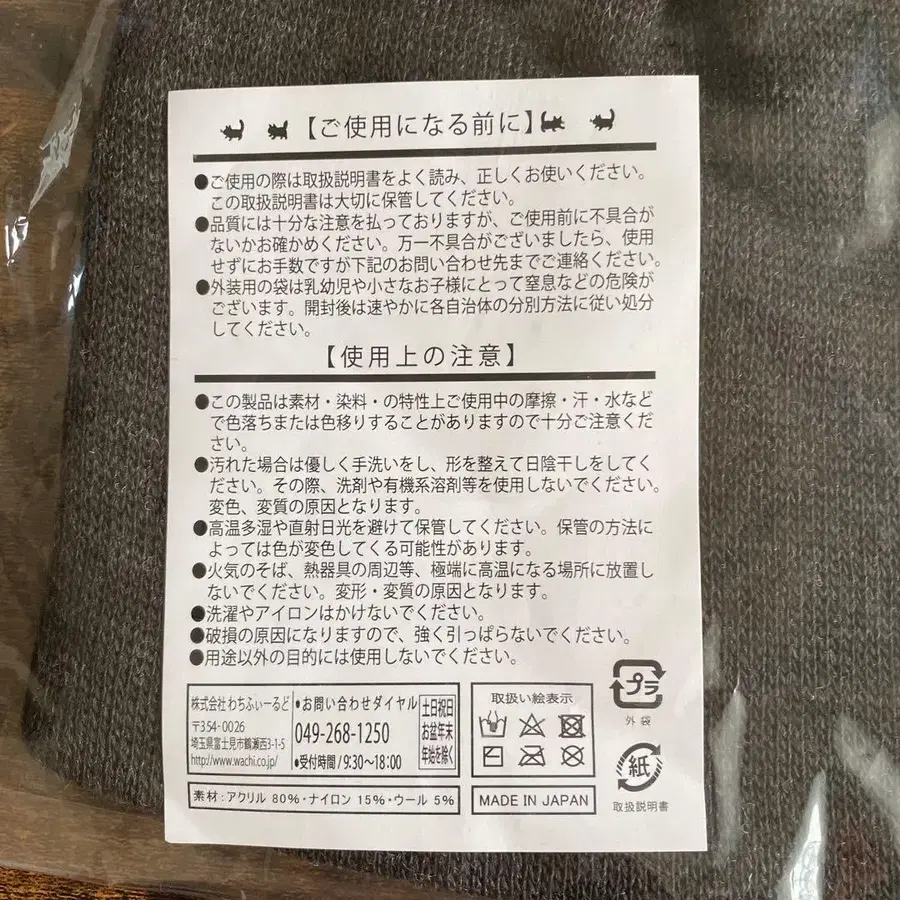 【ご使用になる前に】
●ご使用の際は取扱説明書をよく読み、正しくお使いください。
この取扱説明書は大切に保管してください。
●品質には十分な注意を払っておりますが、ご使用前に不具合が
ないかお確かめください。万一不具合がございましたら、使用
せずにお手数ですが下記のお問い合わせ先までご連絡ください。
●外装用の袋は乳幼児や小さなお子様にとって窒息などの危険が
ございます。開封後は速やかに各自治体の分別方法に従い処分
してください。
【使用上の注意】
●この製品は素材・染料・の特性上ご使用中の摩擦・汗・水など
で色落ちまたは色移りすることがありますので十分ご注意くだ
さい。
●汚れた場合は優しく手洗いをし、形を整えて日陰干しをしてく
ださい。その際、洗剤や有機系溶剤等を使用しないでください。
変色、変質の原因となります。
●高温多湿や直射日光を避けて保管してください。保管の方法に
よっては色が変色してくる可能性があります。
●火気のそば、熱器具の周辺等、極端に高温になる場所に放置し
ないでください。変形・変質の原因となります。
●洗濯やアイロンはかけないでください。
●破損の原因になりますので、強く引っぱらないでください。
●用途以外の目的には使用しないでください。
株式会社わちふぃーるど
〒354-0026
埼玉県富士見市鶴瀬西3-1-5
http://www.wachi.co.jp/
●お問い合わせダイヤル
049-268-1250
●受付時間/9:30〜18:00
土日祝日
お盆年末
年始を除く
取扱い絵表示
素材:アクリル 80%・ナイロン 15%・ウール 5%
MADE IN JAPAN
プラ
外袋
紙
取扱説明書